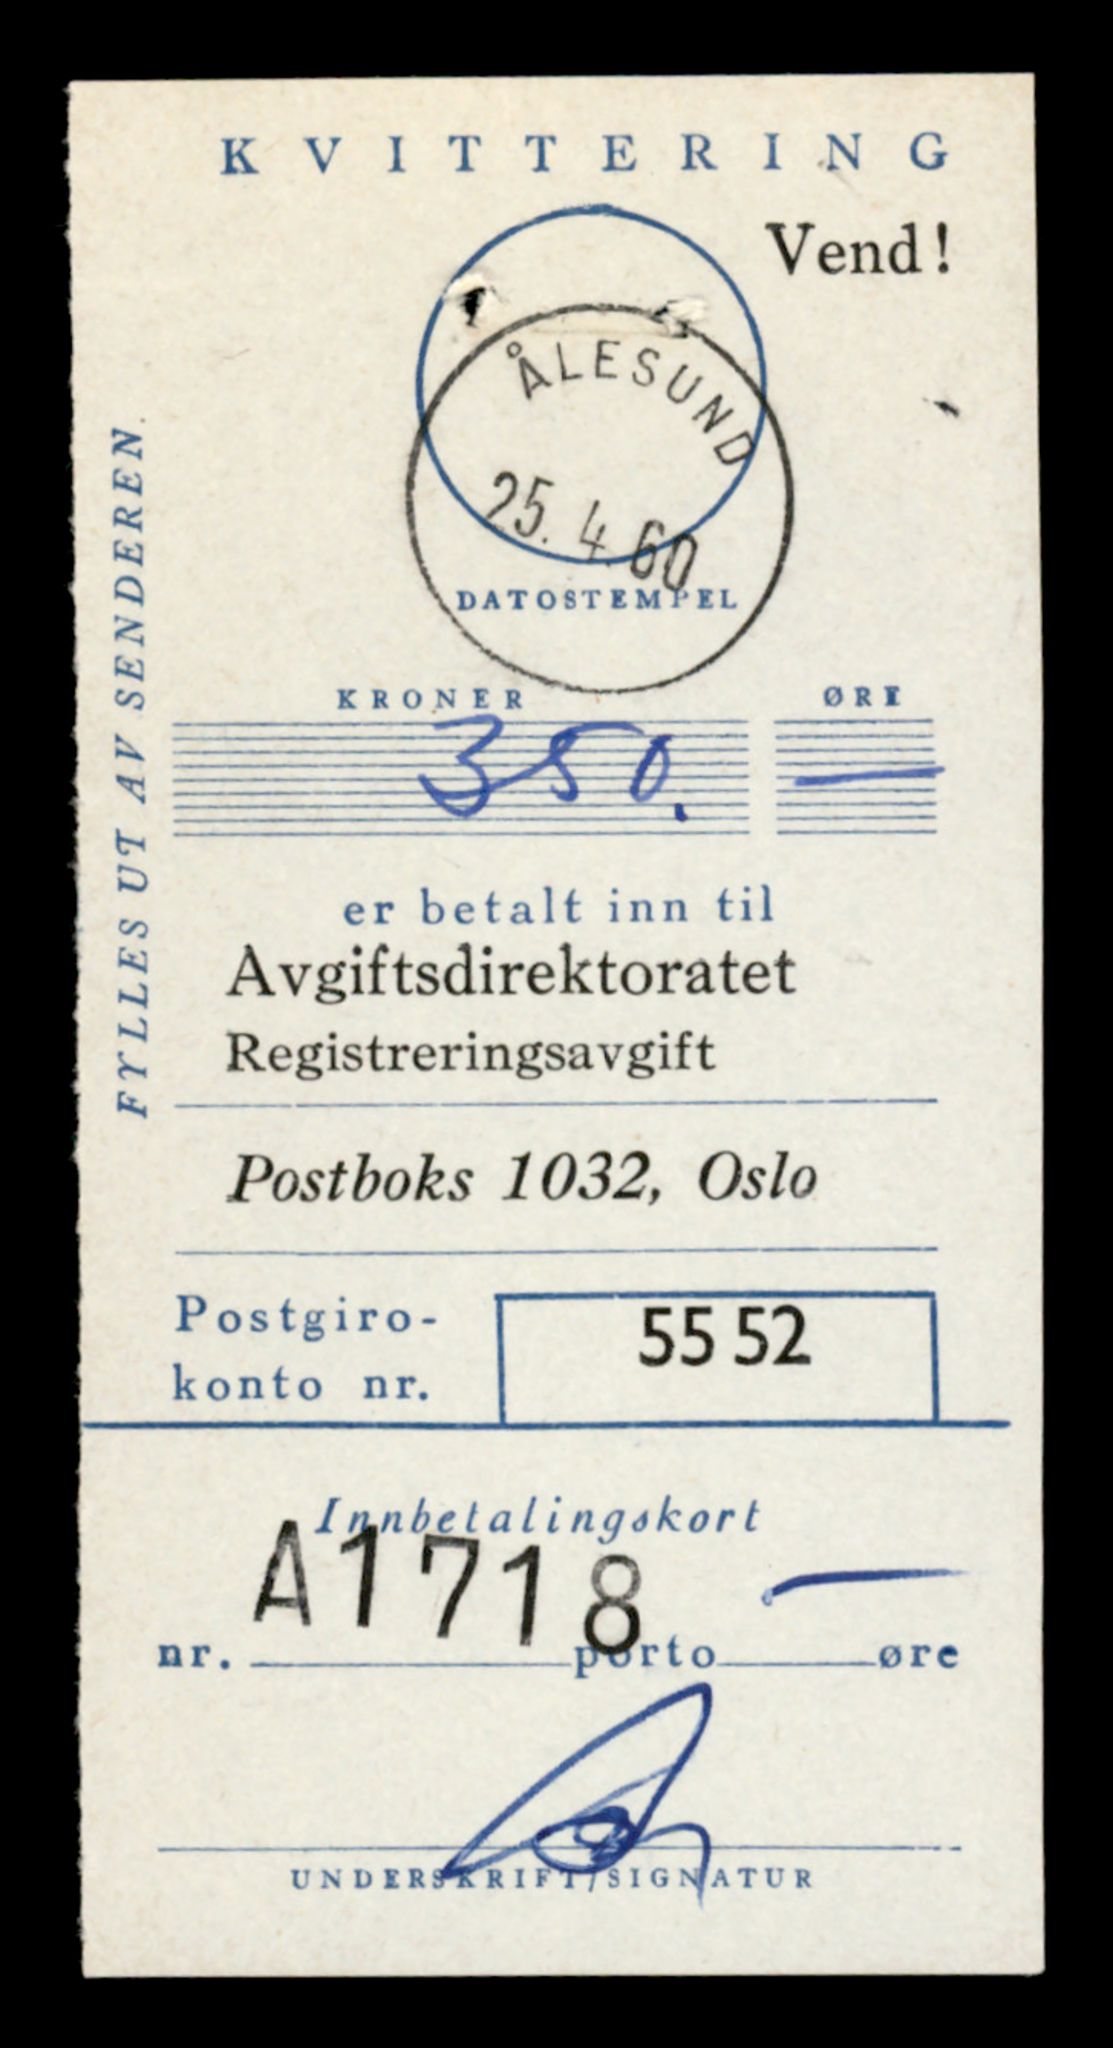 KVITTERING
Vend!
ÅLESUND
25.4.60
DATOSTEMPEL
FYLLES UT AV SENDEREN
KRONER ØRE
350. —
er betalt inn til
Avgiftsdirektoratet
Registreringsavgift
Postboks 1032, Oslo
Postgiro-
konto nr.
55 52
Innbetalingskort
A1718 —
nr. porto øre
UNDERSKRIFT/SIGNATUR